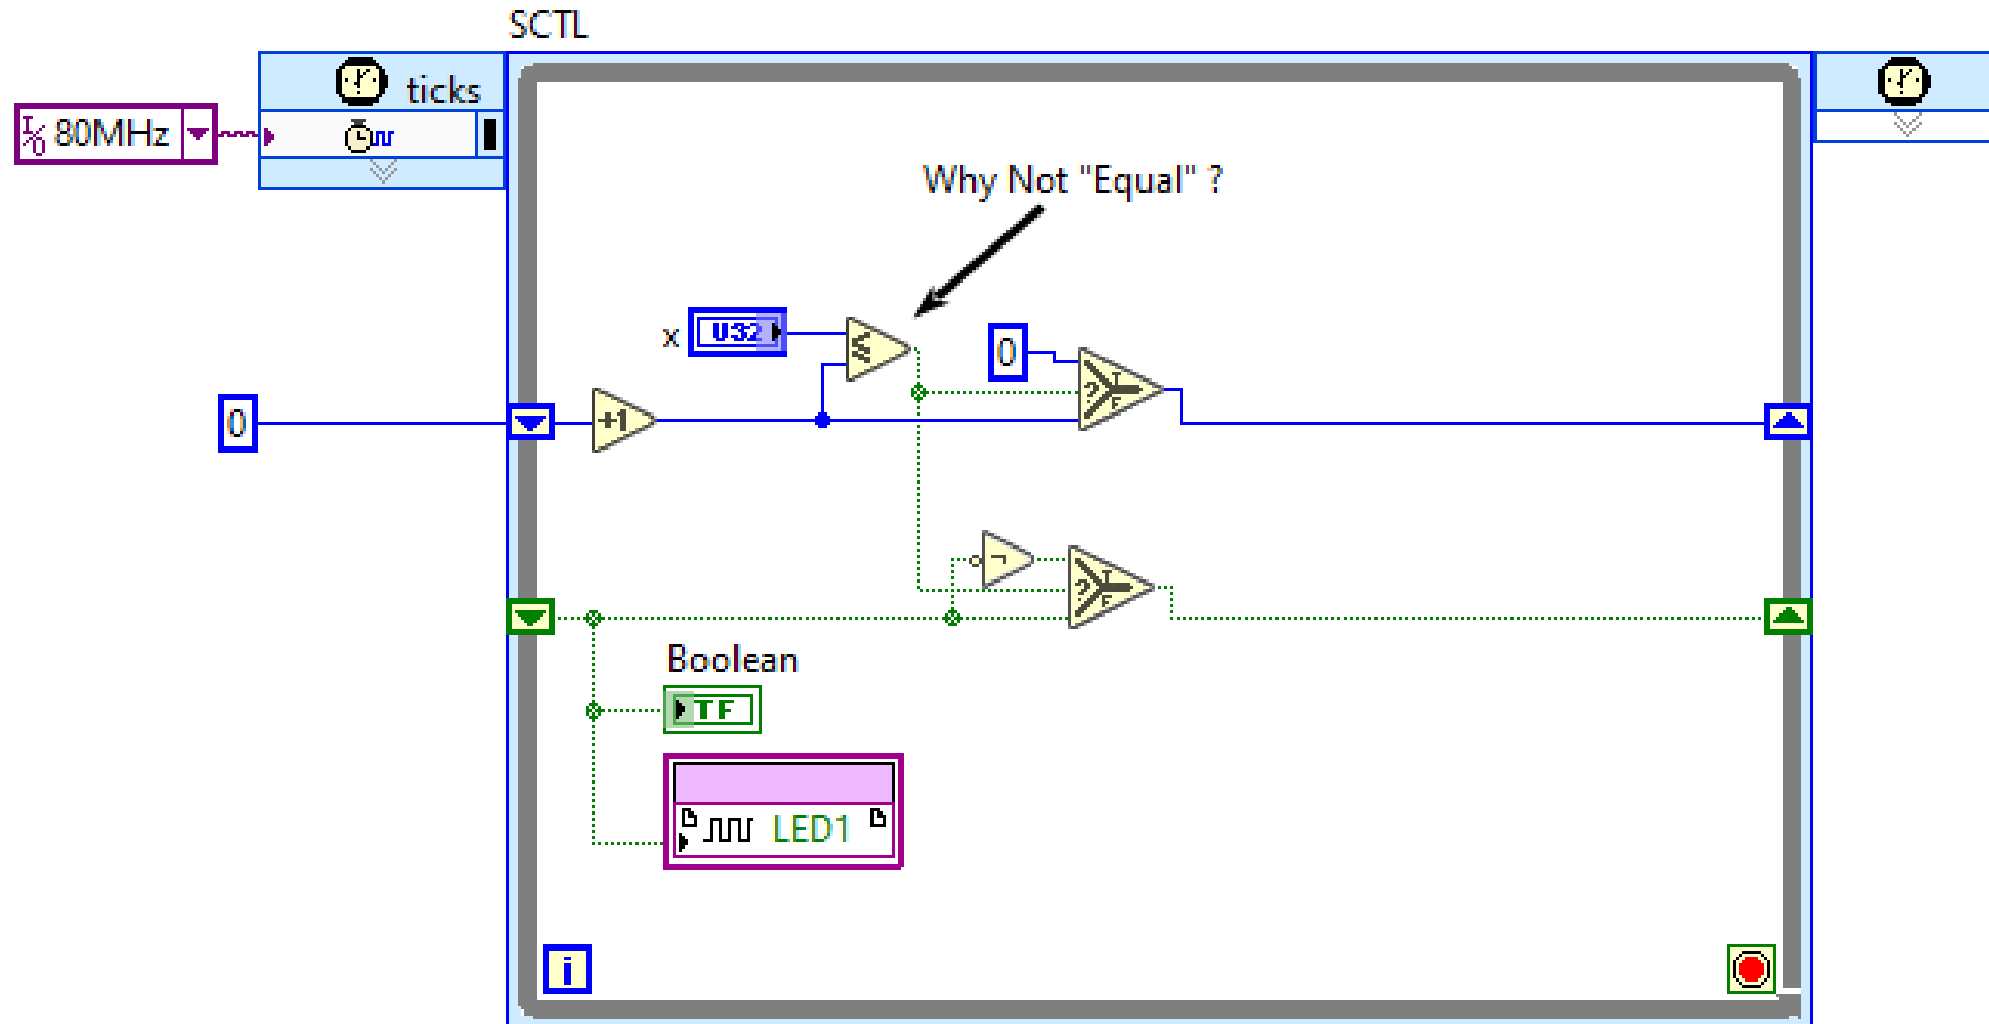 SCTL
ticks
I/O 80MHz
Why Not "Equal" ?
x U32
≤
0
? T F
0
+1
¬
? T F
Boolean
TF
LED1
i